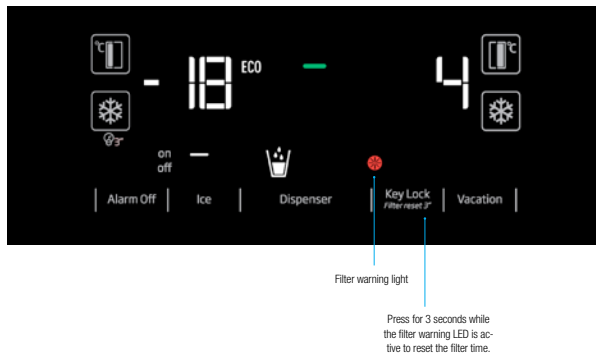 °C
°C
-18 ECO
4
3"
on
off
Alarm Off Ice Dispenser Key Lock Vacation
Filter reset 3"
Filter warning light
Press for 3 seconds while
the filter warning LED is ac-
tive to reset the filter time.